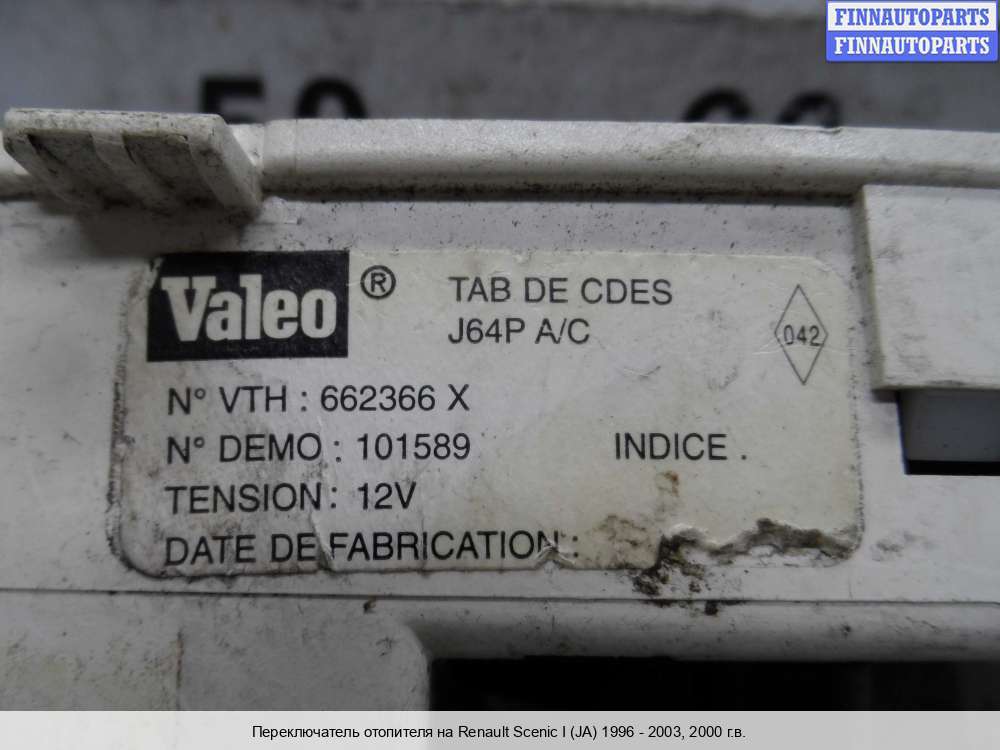 FINNAUTOPARTS
FINNAUTOPARTS
Valeo ®
TAB DE CDES
J64P A/C
042
N° VTH : 662366 X
N° DEMO : 101589
INDICE .
TENSION : 12V
DATE DE FABRICATION :
Переключатель отопителя на Renault Scenic I (JA) 1996 - 2003, 2000 г.в.